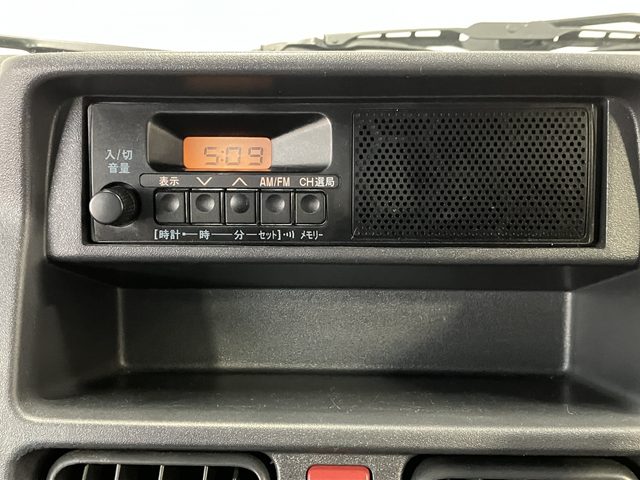 5:09
入/切
音量
表示 ∨ ∧ AM/FM CH選局
[時計 時 分 セット] メモリー